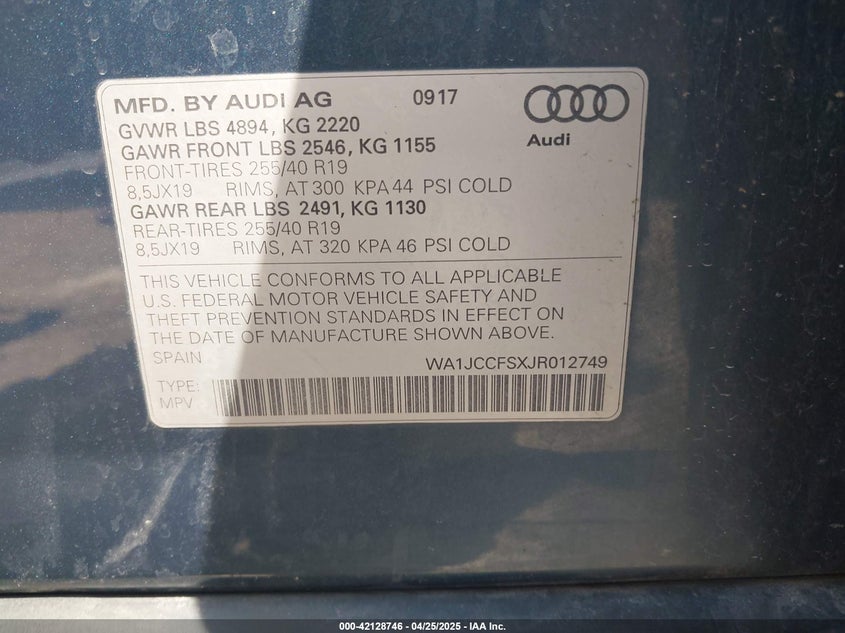 MFD. BY AUDI AG 0917
Audi
GVWR LBS 4894, KG 2220
GAWR FRONT LBS 2546, KG 1155
FRONT-TIRES 255/40 R19
8,5JX19 RIMS, AT 300 KPA 44 PSI COLD
GAWR REAR LBS 2491, KG 1130
REAR-TIRES 255/40 R19
8,5JX19 RIMS, AT 320 KPA 46 PSI COLD
THIS VEHICLE CONFORMS TO ALL APPLICABLE
U.S. FEDERAL MOTOR VEHICLE SAFETY AND
THEFT PREVENTION STANDARDS IN EFFECT ON
THE DATE OF MANUFACTURE SHOWN ABOVE.
SPAIN WA1JCCFSXJR012749
TYPE:
MPV
000-42128746 / 04/25/2025 - IAA Inc.